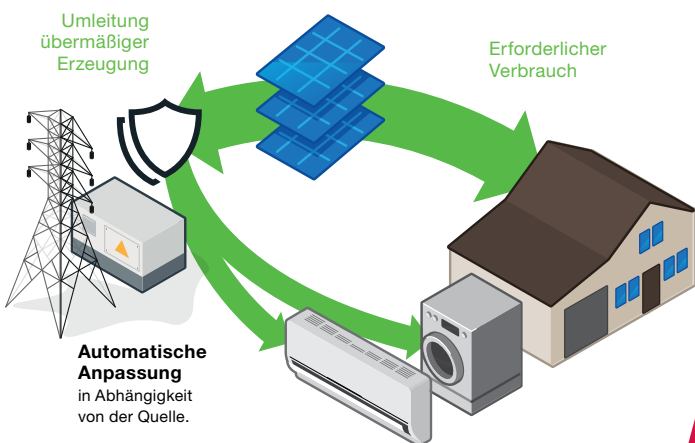 Umleitung
übermäßiger
Erzeugung
Erforderlicher
Verbrauch
Automatische
Anpassung
in Abhängigkeit
von der Quelle.